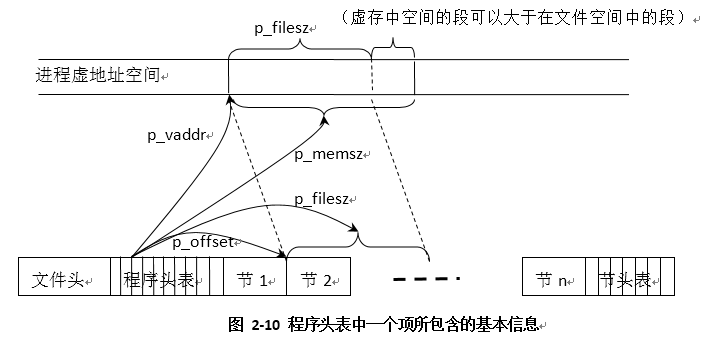 （虚存中空间的段可以大于在文件空间中的段）
p_filesz
进程虚地址空间
p_vaddr
p_memsz
p_filesz
p_offset
文件头 程序头表 节 1 节 2 节 n 节头表
图 2-10 程序头表中一个项所包含的基本信息